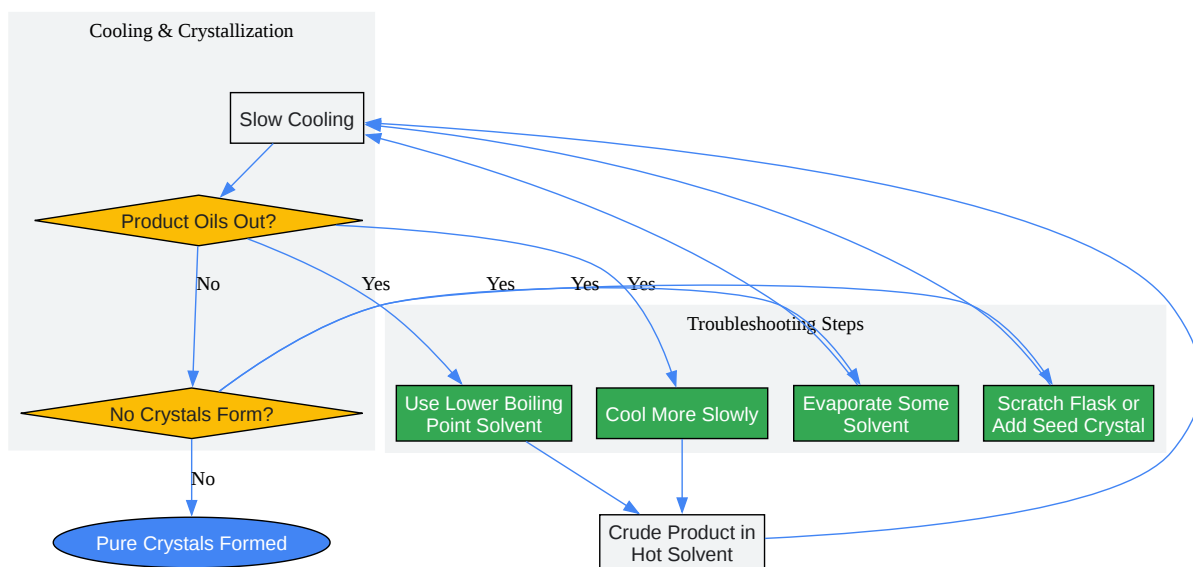 Cooling & Crystallization
Slow Cooling
Product Oils Out?
No
Yes
Yes
Yes
Yes
Troubleshooting Steps
No Crystals Form?
Use Lower Boiling
Point Solvent
Cool More Slowly
Evaporate Some
Solvent
Scratch Flask or
Add Seed Crystal
No
Pure Crystals Formed
Crude Product in
Hot Solvent